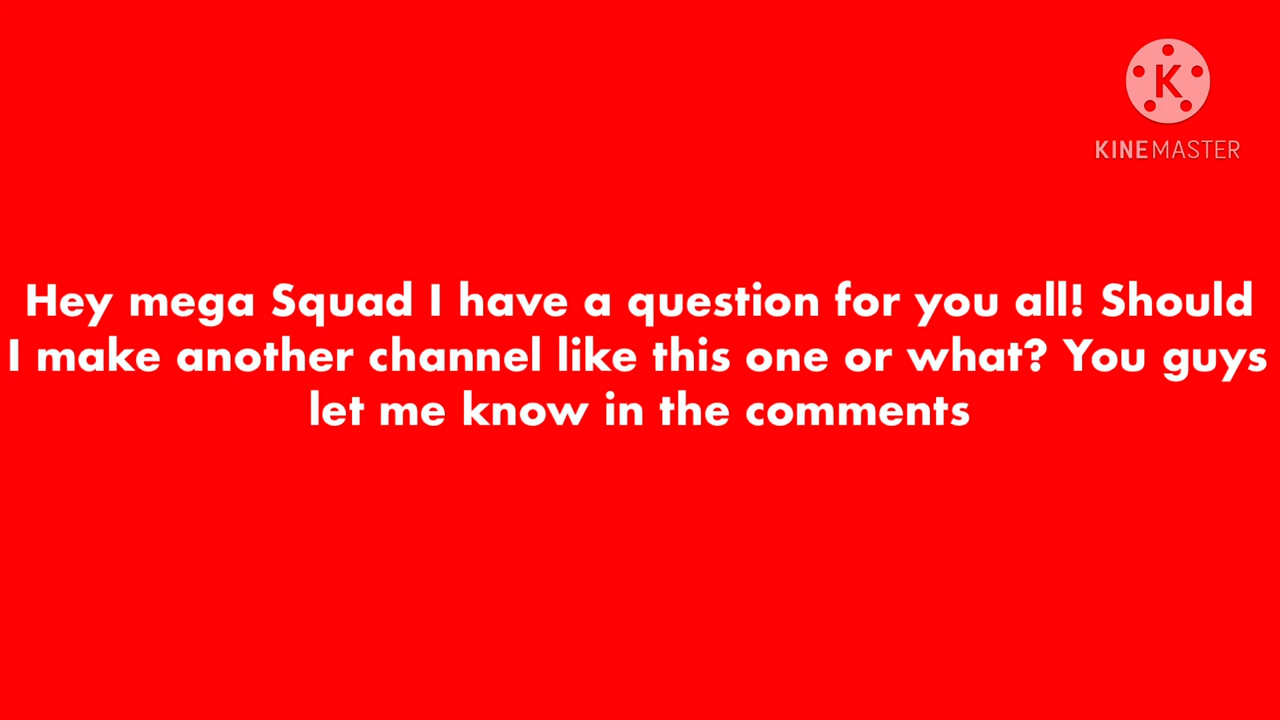 K
KINEMASTER
Hey mega Squad I have a question for you all! Should
I make another channel like this one or what? You guys
let me know in the comments